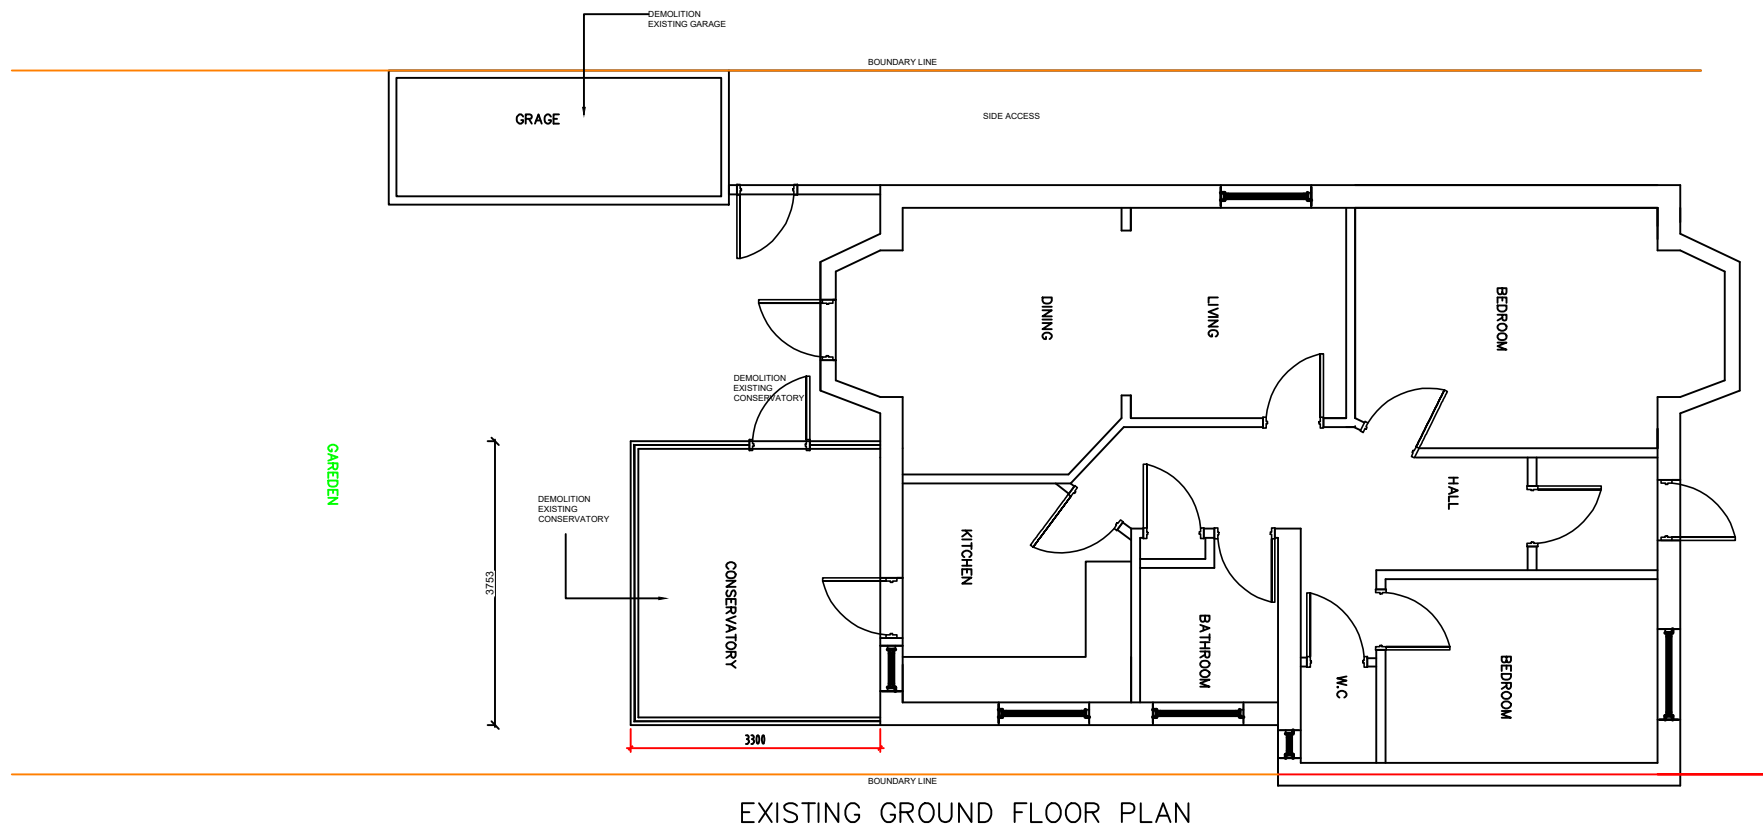 DEMOLITION
EXISTING GARAGE
BOUNDARY LINE
GRAGE
SIDE ACCESS
DINING
LIVING
BEDROOM
DEMOLITION
EXISTING
CONSERVATORY
GAREDEN
HALL
DEMOLITION
EXISTING
CONSERVATORY
KITCHEN
3753
CONSERVATORY
BATHROOM
W.C
BEDROOM
3300
BOUNDARY LINE
EXISTING GROUND FLOOR PLAN